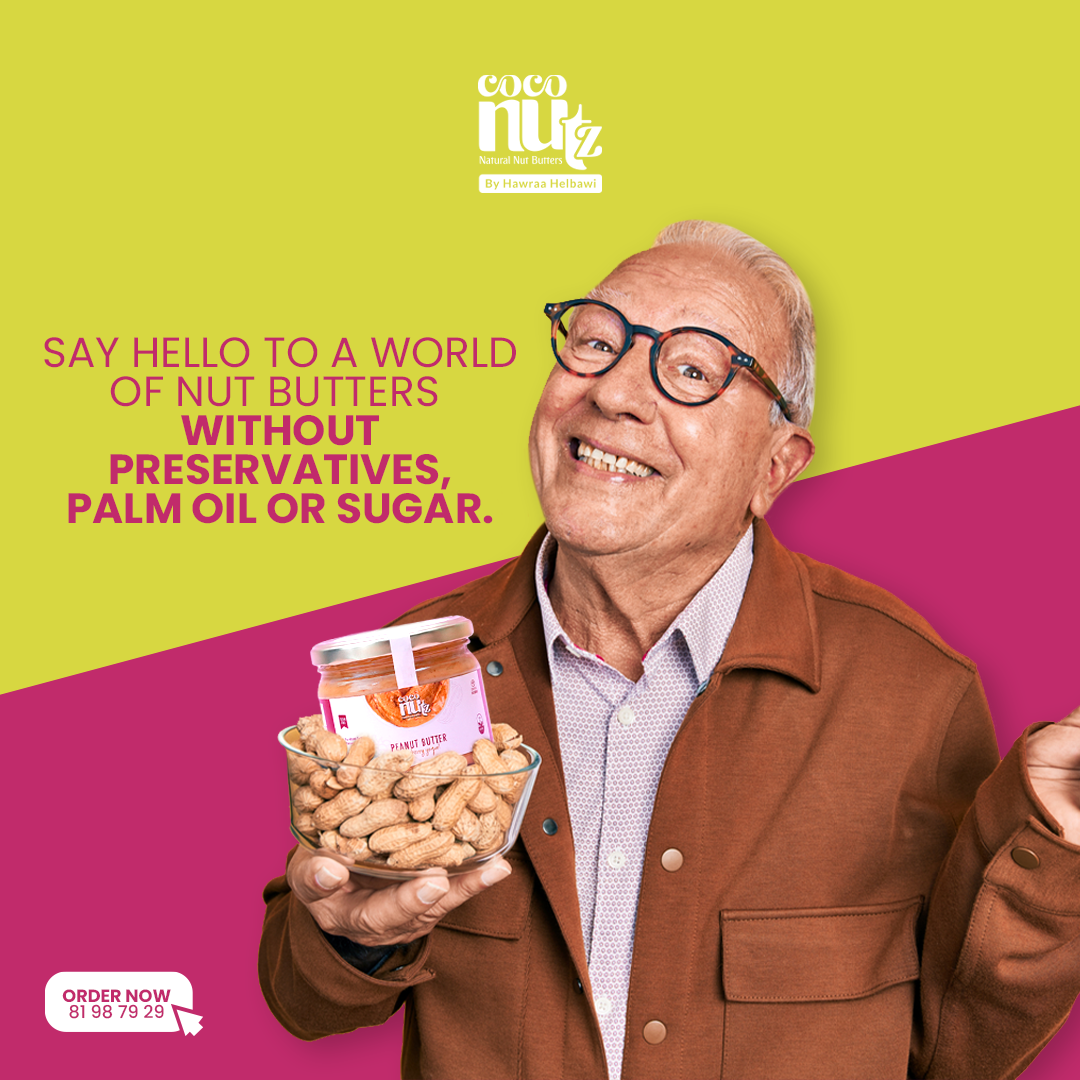 coco
nutz
Natural Nut Butters
By Hawraa Helbawi
SAY HELLO TO A WORLD
OF NUT BUTTERS
WITHOUT
PRESERVATIVES,
PALM OIL OR SUGAR.
coco
nutz
PEANUT BUTTER
ORDER NOW
81 98 79 29